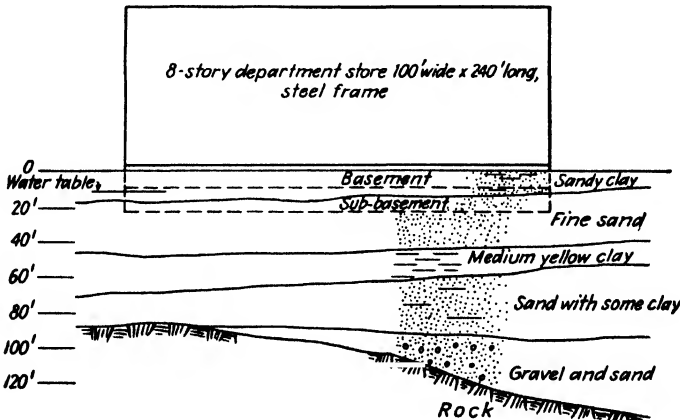 8-story department store 100'wide x 240'long,
steel frame
0
Water table
Basement
Sandy clay
20'
Sub-basement
Fine sand
40'
Medium yellow clay
60'
80'
Sand with some clay
100'
120'
Gravel and sand
Rock